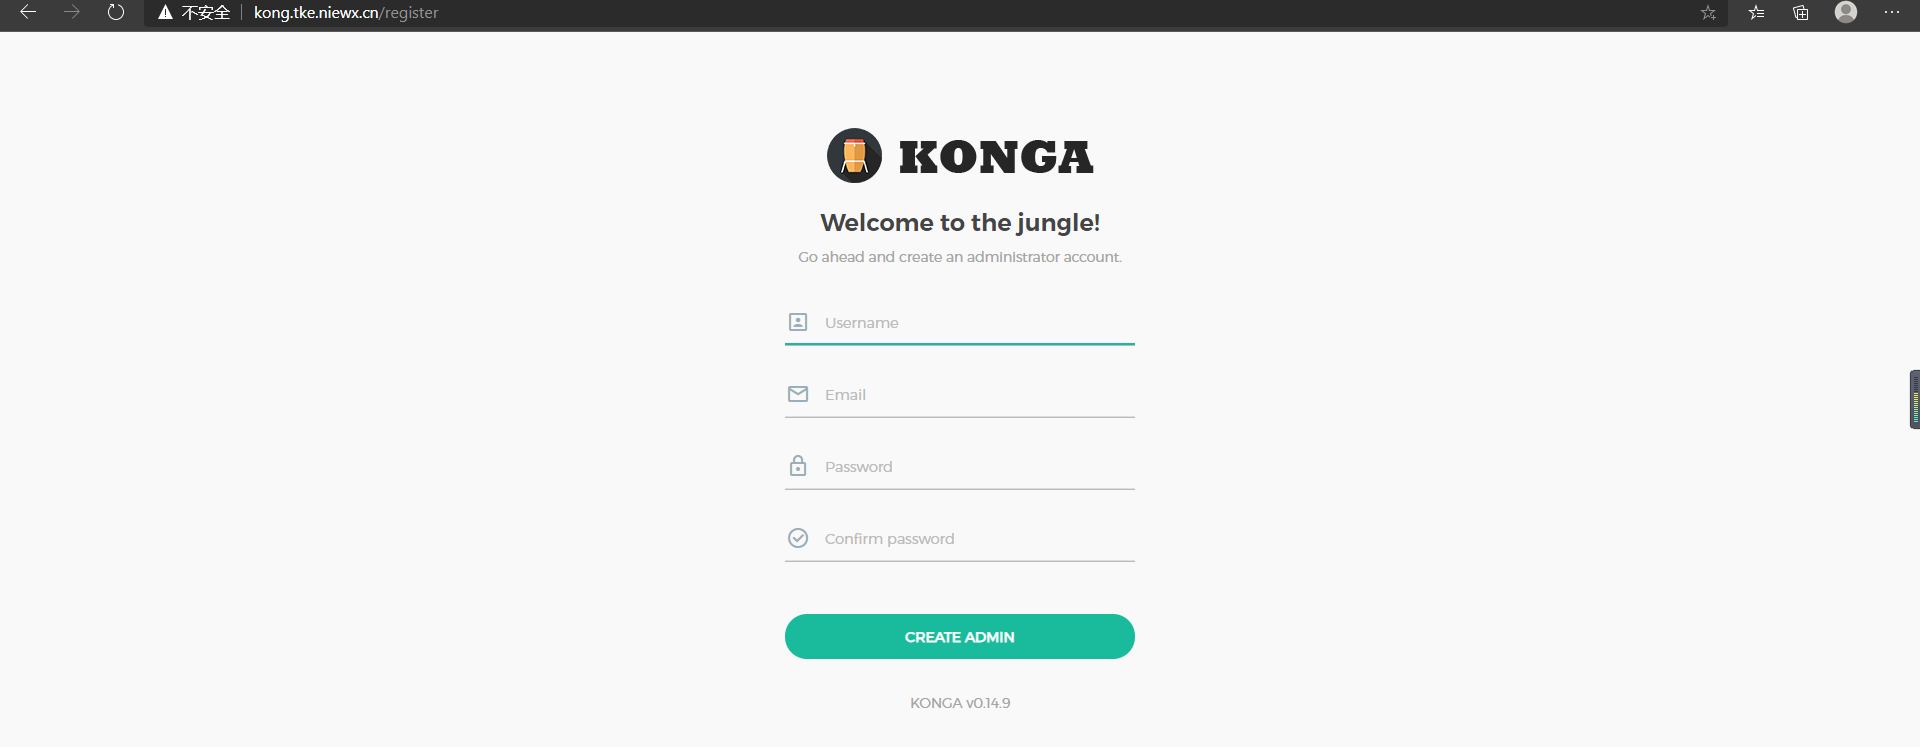 不安全 kong.tke.niewx.cn/register
KONGA
Welcome to the jungle!
Go ahead and create an administrator account.
Username
Email
Password
Confirm password
CREATE ADMIN
KONGA v0.14.9